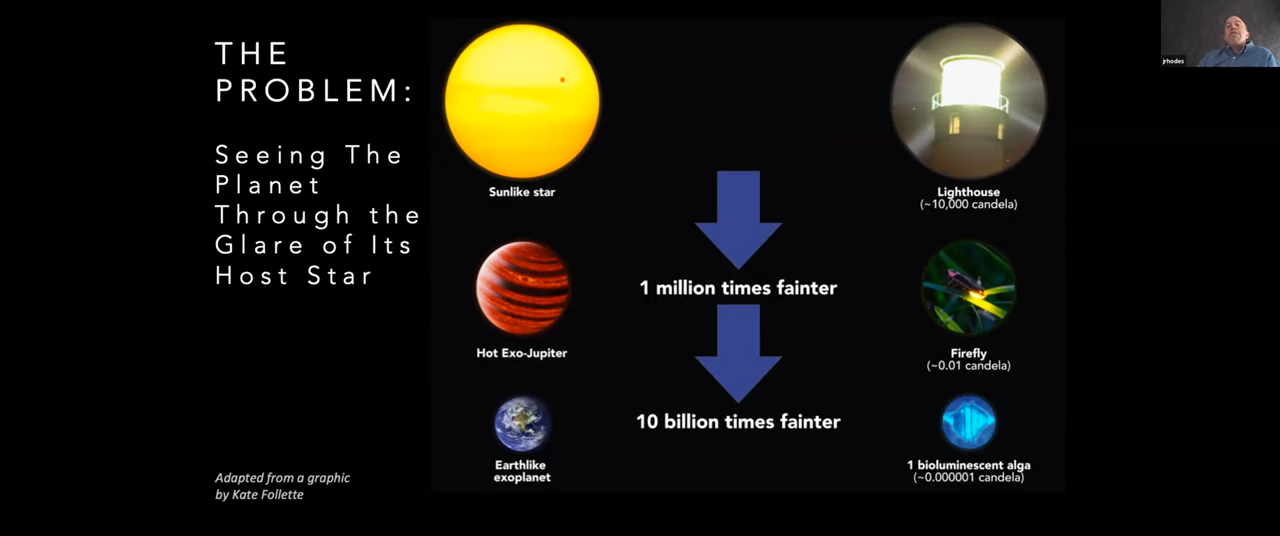 THE
PROBLEM:
Seeing The
Planet
Through the
Glare of Its
Host Star
Sunlike star
Lighthouse
(~10,000 candela)
1 million times fainter
Hot Exo-Jupiter
Firefly
(~0.01 candela)
10 billion times fainter
Earthlike
exoplanet
1 bioluminescent alga
(~0.000001 candela)
Adapted from a graphic
by Kate Follette
jrhodes